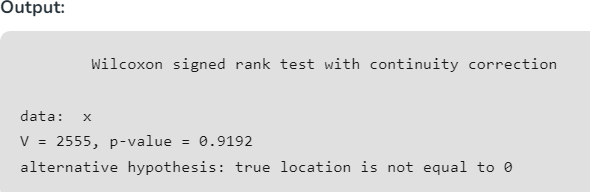 Output:
Wilcoxon signed rank test with continuity correction
data:  x
V = 2555, p-value = 0.9192
alternative hypothesis: true location is not equal to 0